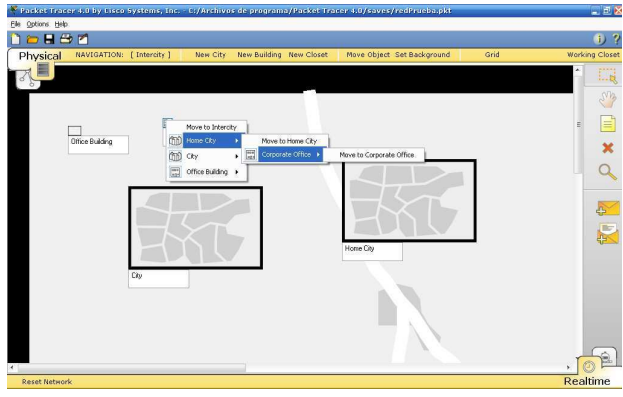 Packet Tracer 4.0 by Cisco Systems, Inc. - C:/Archivos de programa/Packet Tracer 4.0/saves/redPrueba.pkt
File Options Help
Physical NAVIGATION: [ Intercity ] New City New Building New Closet Move Object Set Background Grid Working Closet
Move to Intercity
Office Building
Home City
Move to Home City
City
Corporate Office
Move to Corporate Office
Office Building
Home City
City
Reset Network
Realtime